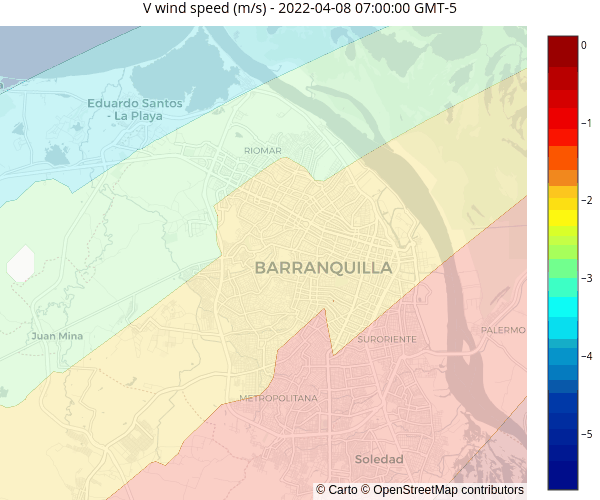 V wind speed (m/s) - 2022-04-08 07:00:00 GMT-5
0
−1
−2
−3
−4
−5
Eduardo Santos
- La Playa
RIOMAR
BARRANQUILLA
Juan Mina
SURORIENTE
PALERMO
METROPOLITANA
Soledad
© Carto © OpenStreetMap contributors